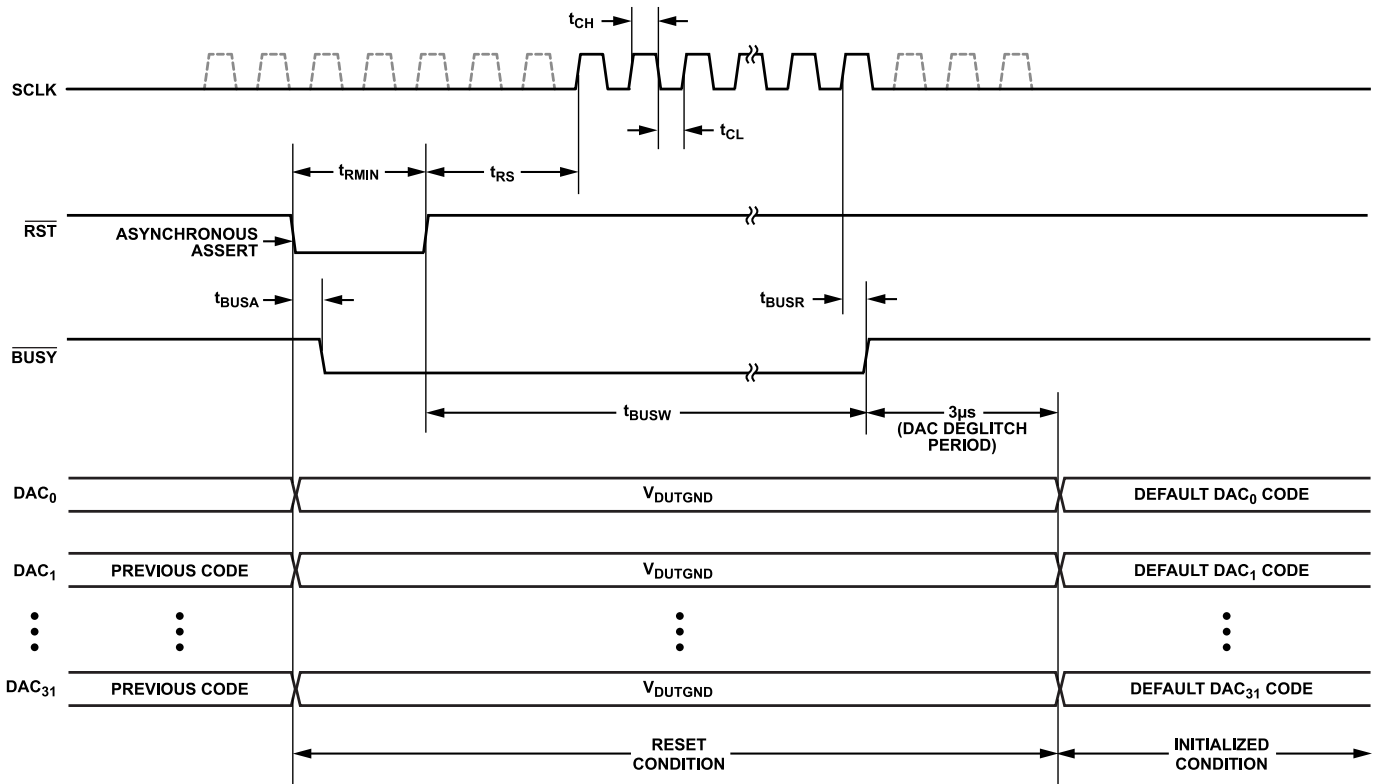 tCH
SCLK
tCL
tRMIN
tRS
RST
ASYNCHRONOUS
ASSERT
tBUSA
tBUSR
BUSY
tBUSW
3µs
(DAC DEGLITCH
PERIOD)
DAC0
VDUTGND
DEFAULT DAC0 CODE
DAC1
PREVIOUS CODE
VDUTGND
DEFAULT DAC1 CODE
DAC31
PREVIOUS CODE
VDUTGND
DEFAULT DAC31 CODE
RESET
CONDITION
INITIALIZED
CONDITION